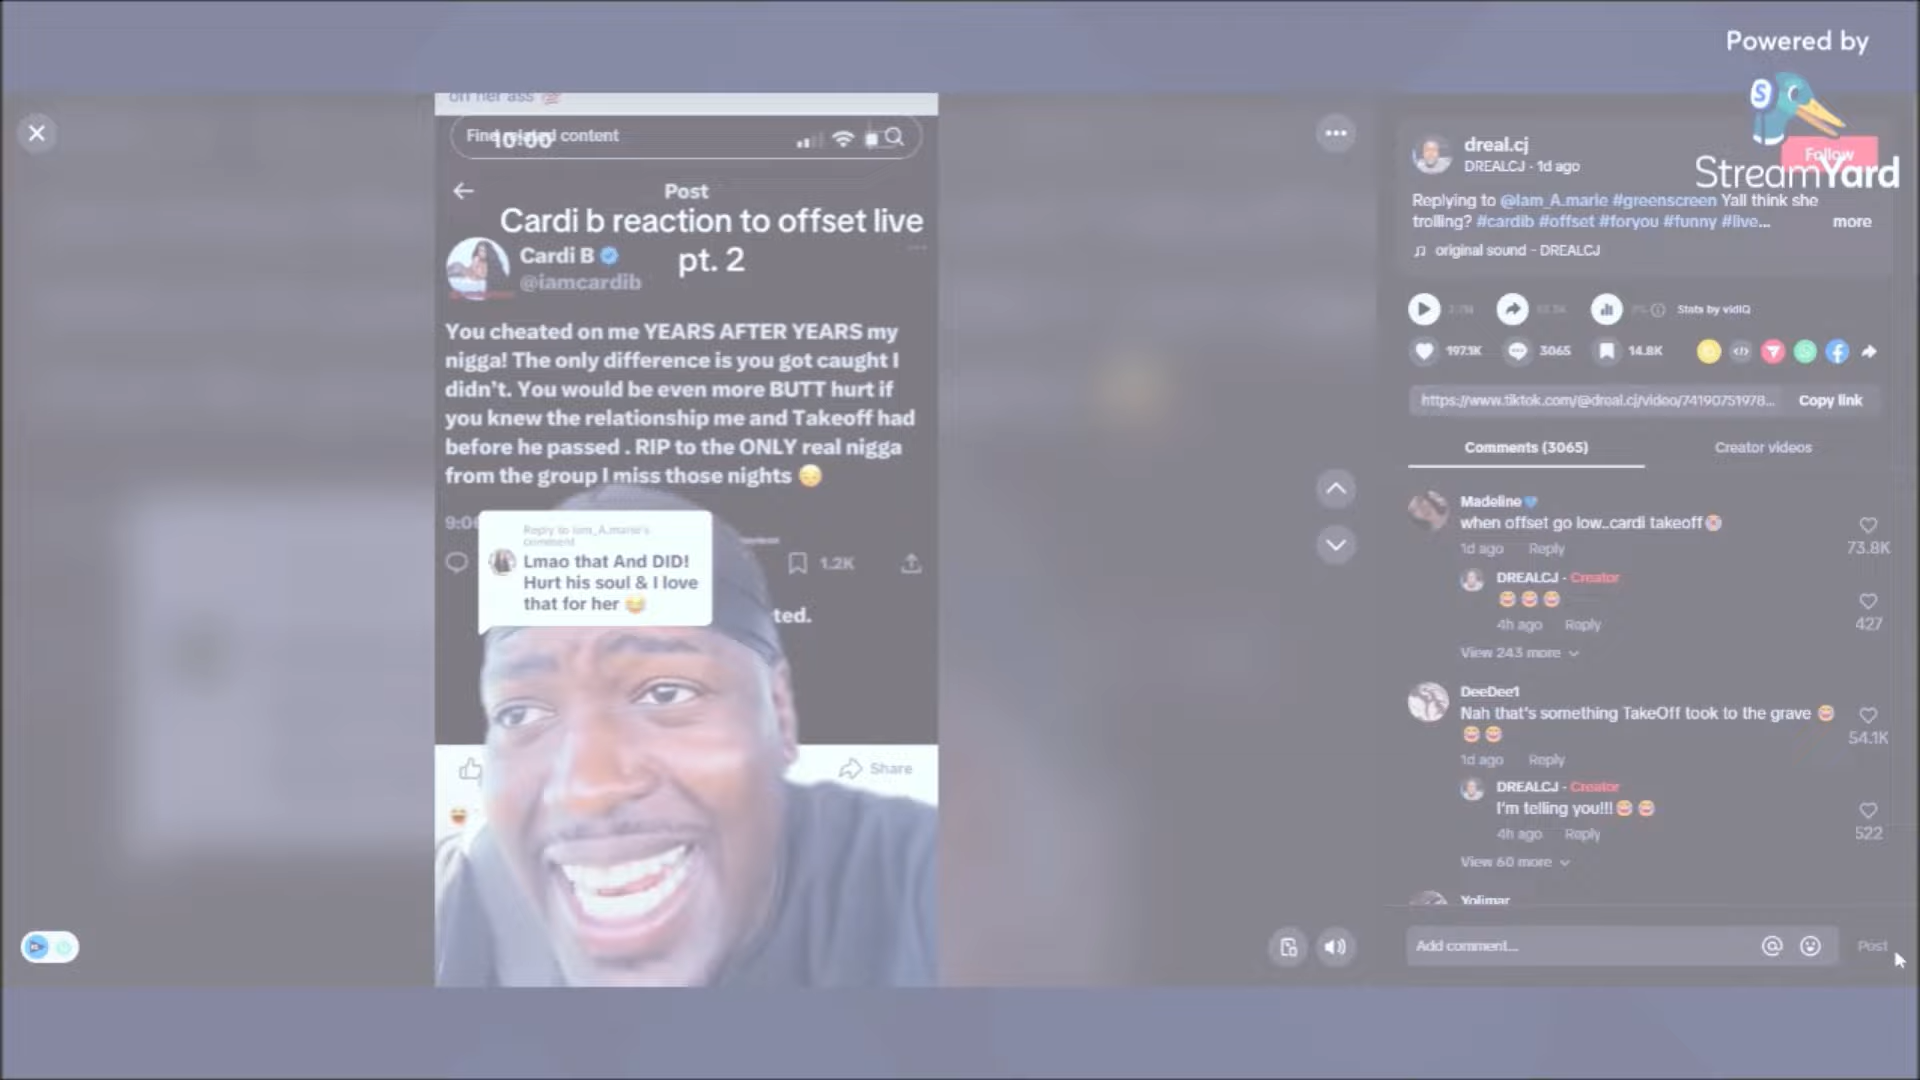 Powered by
StreamYard
off her ass
Find related content
10:00
Post
Cardi b reaction to offset live
pt. 2
Cardi B
@iamcardib
You cheated on me YEARS AFTER YEARS my
nigga! The only difference is you got caught I
didn't. You would be even more BUTT hurt if
you knew the relationship me and Takeoff had
before he passed . RIP to the ONLY real nigga
from the group I miss those nights 😔
9:0
Reply to Iam_A.marie's
comment
Lmao that And DID!
Hurt his soul & I love
that for her 😂
1.2K
ted.
Share
dreal.cj
DREALCJ · 1d ago
Follow
Replying to @Iam_A.marie #greenscreen Yall think she
trolling? #cardib #offset #foryou #funny #live...
more
original sound - DREALCJ
Stats by vidIQ
197.1K
3065
14.8K
https://www.tiktok.com/@dreal.cj/video/74190751978...
Copy link
Comments (3065)
Creator videos
Madeline💙
when offset go low..cardi takeoff
1d ago
Reply
73.8K
DREALCJ · Creator
😂😂😂
4h ago
Reply
427
View 243 more
DeeDee1
Nah that's something TakeOff took to the grave 😂
😂😂
54.1K
1d ago
Reply
DREALCJ · Creator
I'm telling you!!!😂😂
4h ago
Reply
522
View 60 more
Yolimar
Add comment...
Post